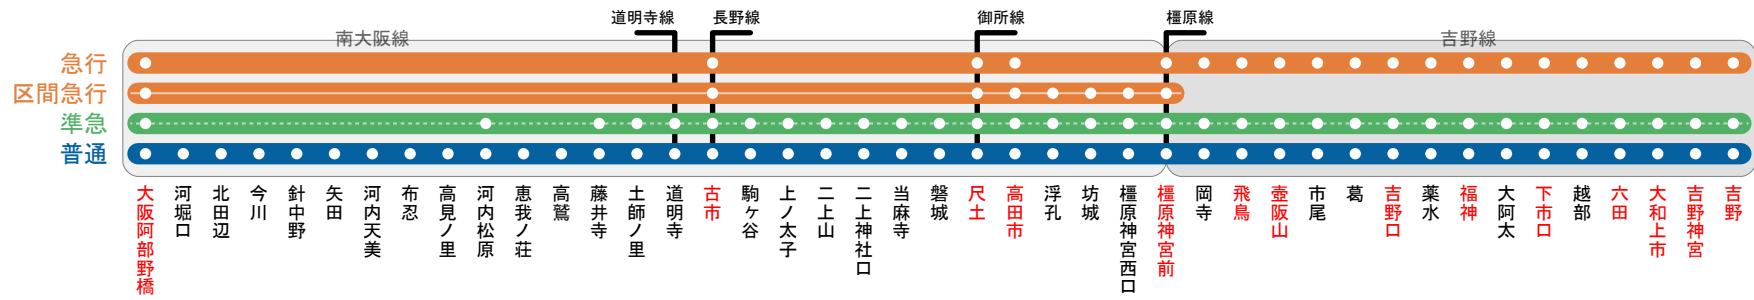 道明寺線
長野線
御所線
橿原線
南大阪線
吉野線
急行
区間急行
準急
普通
大阪阿部野橋
河堀口
北田辺
今川
針中野
矢田
河内天美
布忍
高見ノ里
河内松原
恵我ノ荘
高鷲
藤井寺
土師ノ里
道明寺
古市
駒ヶ谷
上ノ太子
二上山
二上神社口
当麻寺
磐城
尺土
高田市
浮孔
坊城
橿原神宮西口
橿原神宮前
岡寺
飛鳥
壺阪山
市尾
葛
吉野口
薬水
福神
大阿太
下市口
越部
六田
大和上市
吉野神宮
吉野